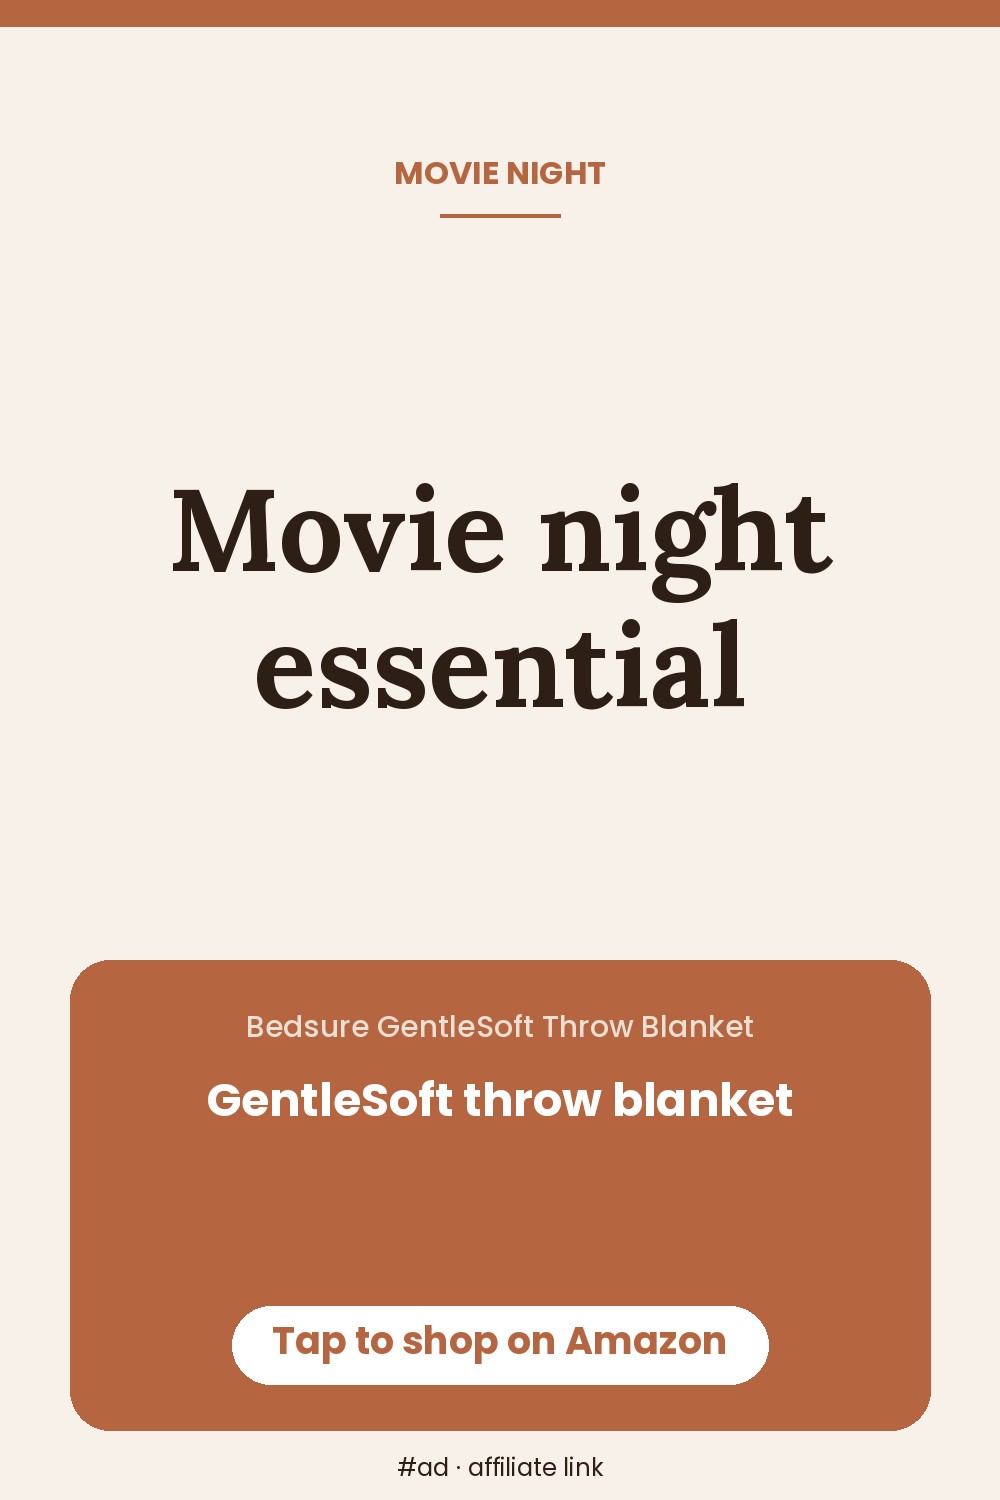 MOVIE NIGHT
Movie night
essential
Bedsure GentleSoft Throw Blanket
GentleSoft throw blanket
Tap to shop on Amazon
#ad · affiliate link